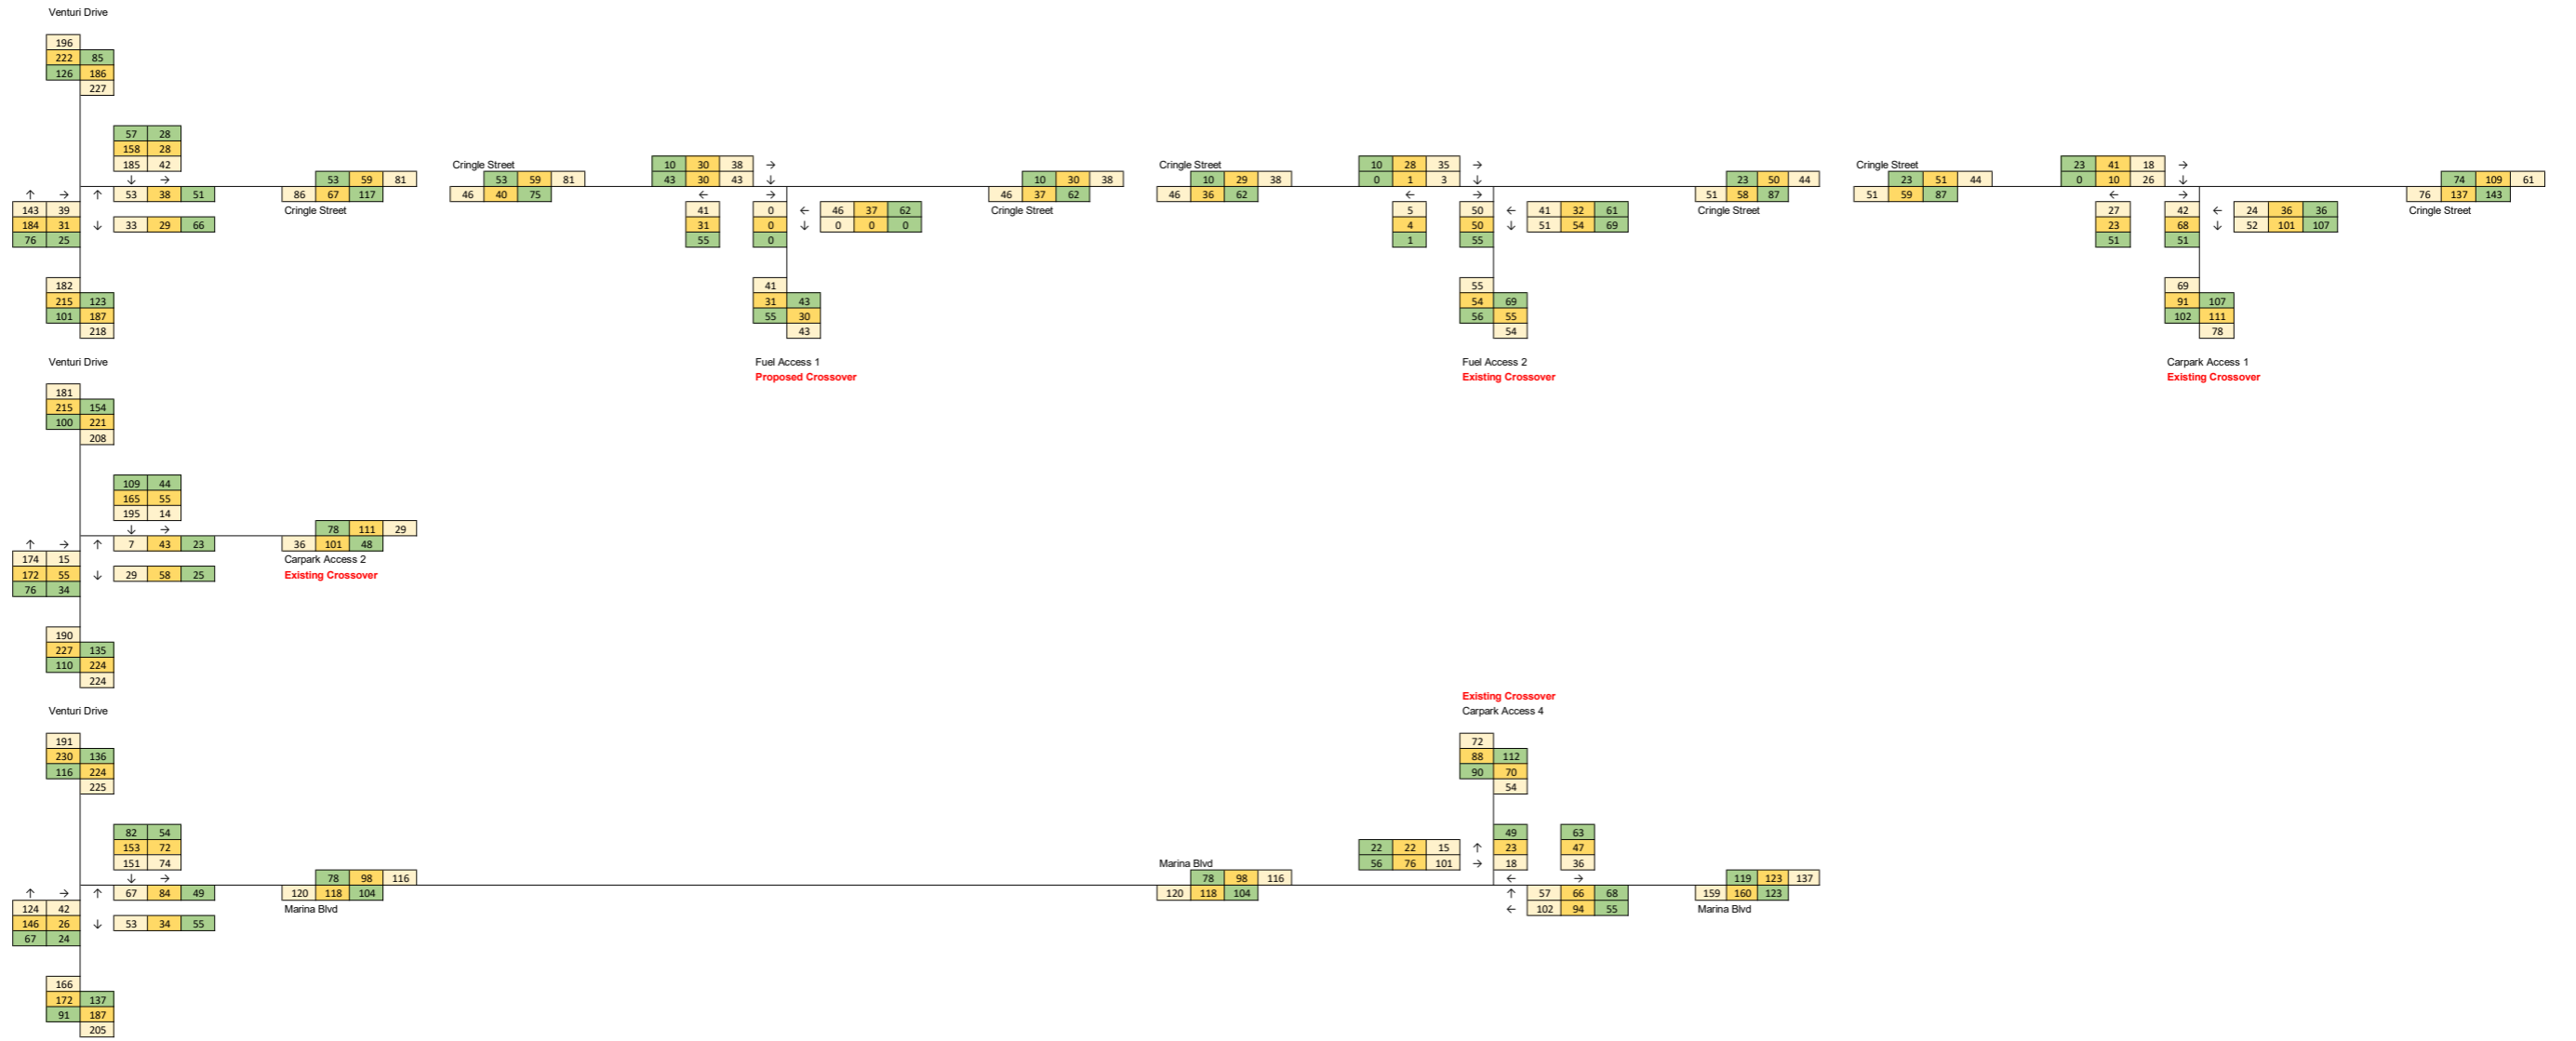 Venturi Drive
196
222 85
126 186
227
57 28
158 28
185 42
↓ →
53 59 81
↑ → ↑ 53 38 51
86 67 117
Cringle Street
143 39
184 31 ↓ 33 29 66
76 25
182
215 123
101 187
218
Cringle Street
53 59 81
46 40 75
10 30 38 →
43 30 43 ↓
← →
41 0 ← 46 37 62
31 0 ↓ 0 0 0
55 0
10 30 38
46 37 62
Cringle Street
41
31 43
55 30
43
Fuel Access 1
Proposed Crossover
Cringle Street
10 29 38
46 36 62
10 28 35 →
0 1 3 ↓
← →
5 50 ← 41 32 61
4 50 ↓ 51 54 69
1 55
23 50 44
51 58 87
Cringle Street
55
54 69
56 55
54
Fuel Access 2
Existing Crossover
Cringle Street
23 51 44
51 59 87
23 41 18 →
0 10 26 ↓
← →
27 42 ← 24 36 36
23 68 ↓ 52 101 107
51 51
74 109 61
76 137 143
Cringle Street
69
91 107
102 111
78
Carpark Access 1
Existing Crossover
Venturi Drive
181
215 154
100 221
208
109 44
165 55
195 14
↓ →
78 111 29
↑ → ↑ 7 43 23
36 101 48
Carpark Access 2
Existing Crossover
174 15
172 55 ↓ 29 58 25
76 34
190
227 135
110 224
224
Venturi Drive
191
230 136
116 224
225
82 54
153 72
151 74
↓ →
78 98 116
↑ → ↑ 67 84 49
120 118 104
Marina Blvd
124 42
146 26 ↓ 53 34 55
67 24
166
172 137
91 187
205
Existing Crossover
Carpark Access 4
72
88 112
90 70
54
Marina Blvd
78 98 116
120 118 104
22 22 15 ↑
56 76 101 →
49 63
23 47
18 36
← →
↑ 57 66 68
← 102 94 55
119 123 137
159 160 123
Marina Blvd